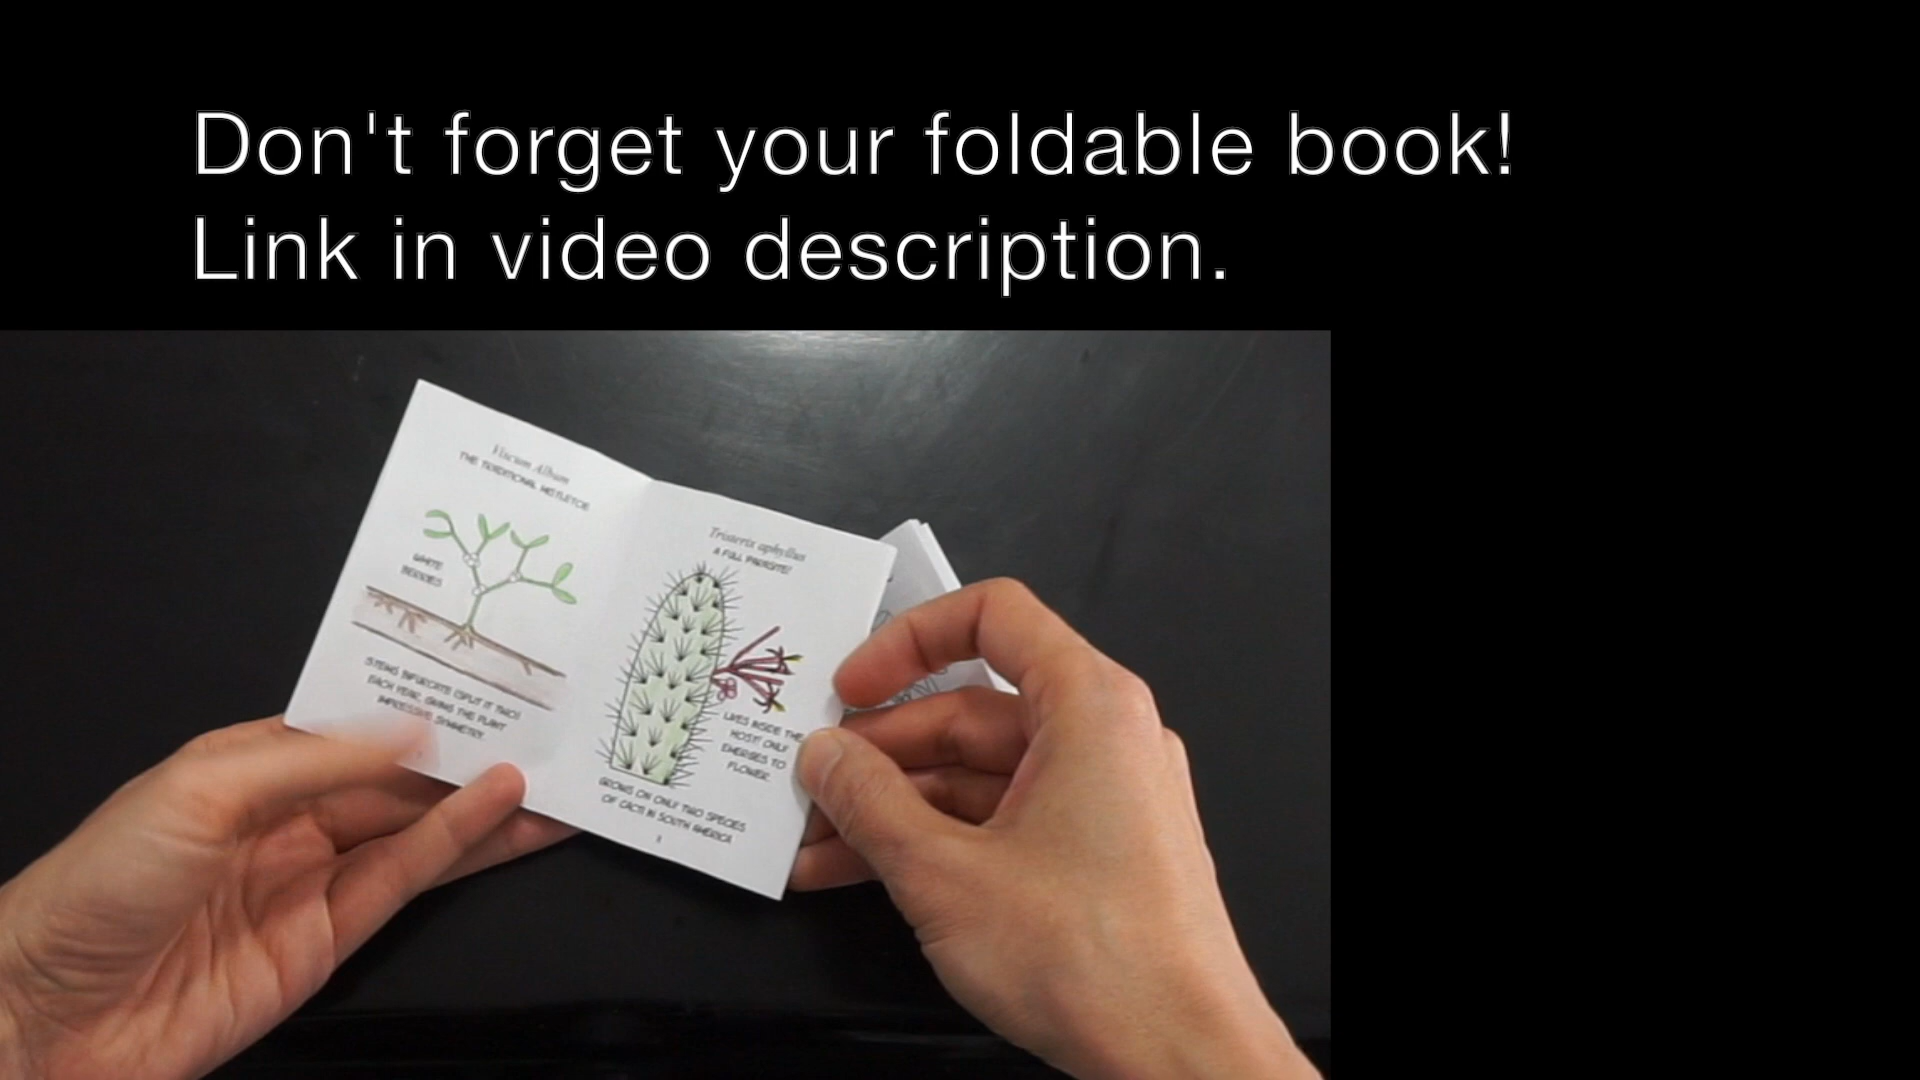 Don't forget your foldable book!
Link in video description.
Viscum Album
THE TRADITIONAL MISTLETOE
WHITE
BERRIES
STEMS BIFURCATE (SPLIT IT TWO)
EACH YEAR, GIVING THE PLANT
IMPRESSIVE SYMMETRY.
Tristerix aphyllus
A FULL PARASITE!
LIVES INSIDE THE
HOST! ONLY
EMERGES TO
FLOWER.
GROWS ON ONLY TWO SPECIES
OF CACTI IN SOUTH AMERICA